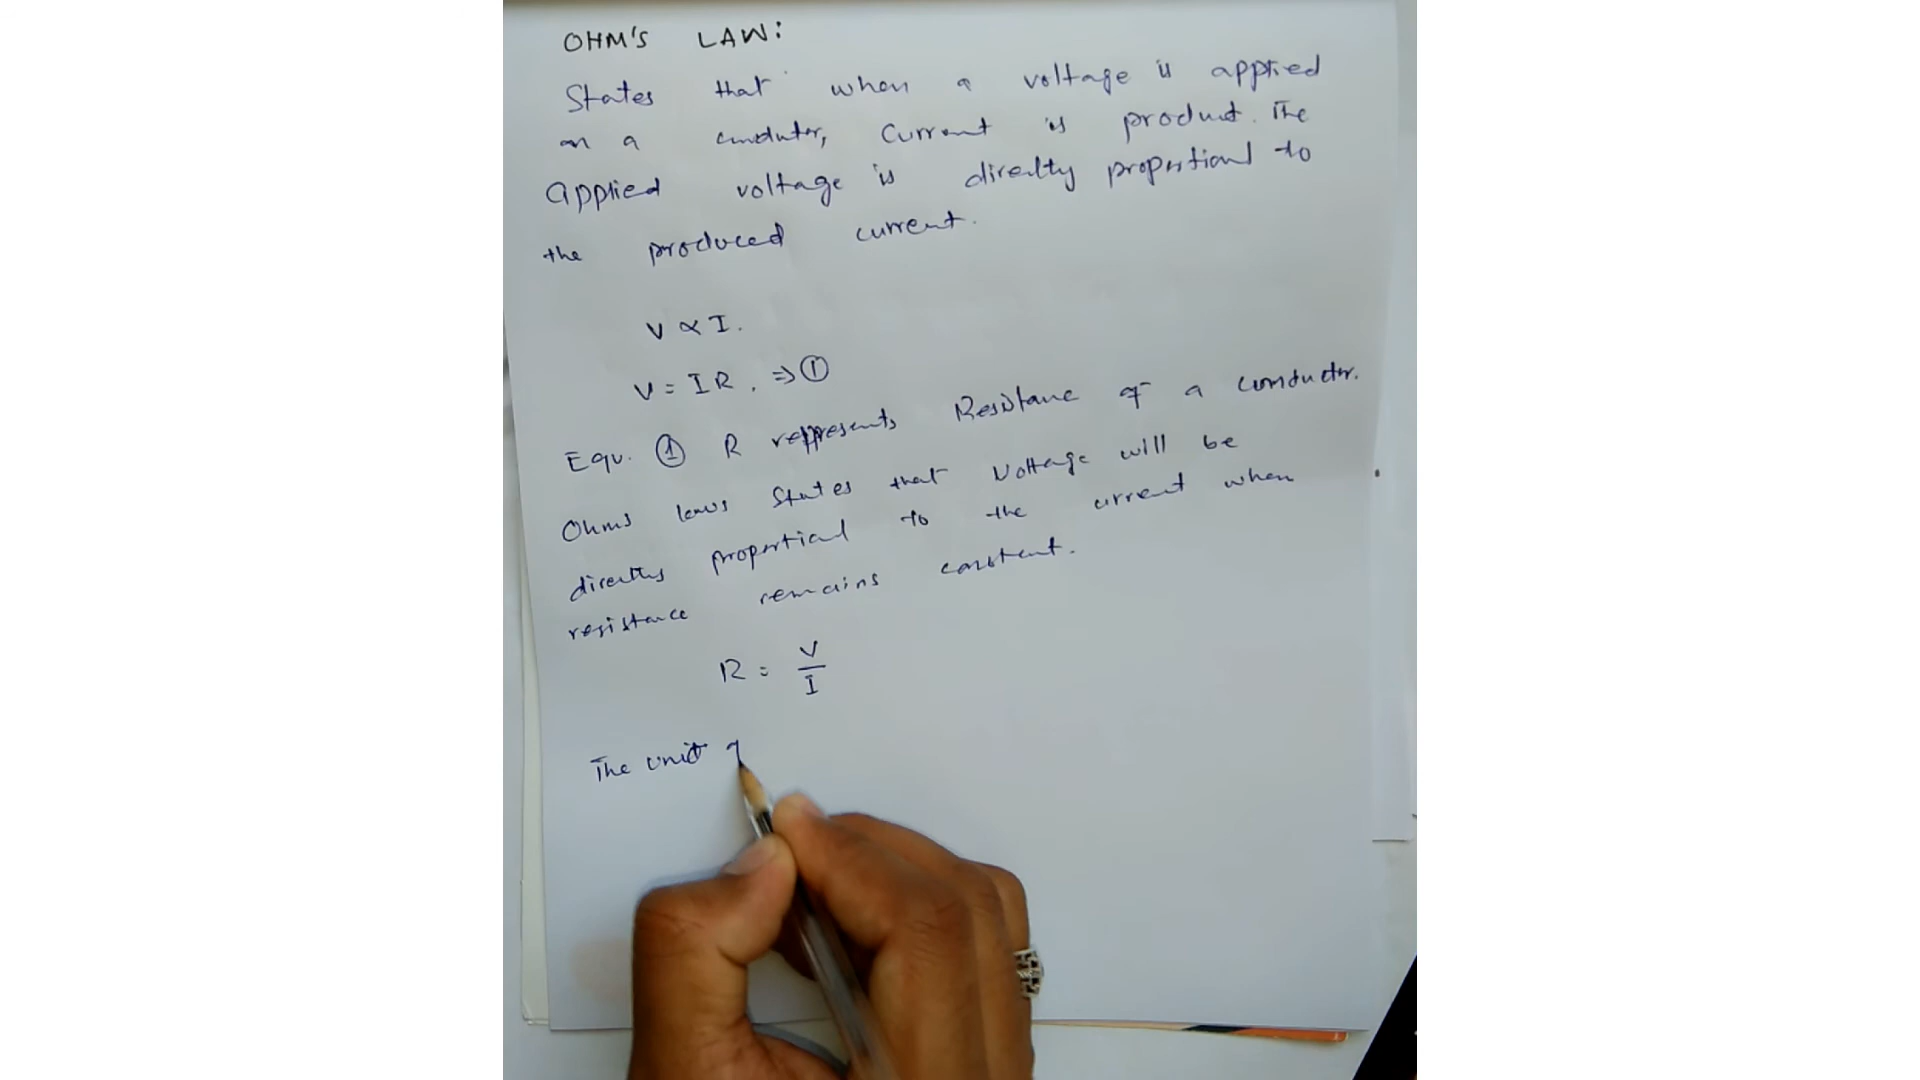 OHM'S LAW:
States that when a voltage is applied
on a conductor, Current is product. The
applied voltage is directly proportional to
the produced current.
V ∝ I.
V = IR. ⇒ ①
Equ. ① R represents Resistance of a conductor.
Ohms laws States that Voltage will be
directly proportional to the current when
resistance remains constant.
R = V/I
The unit